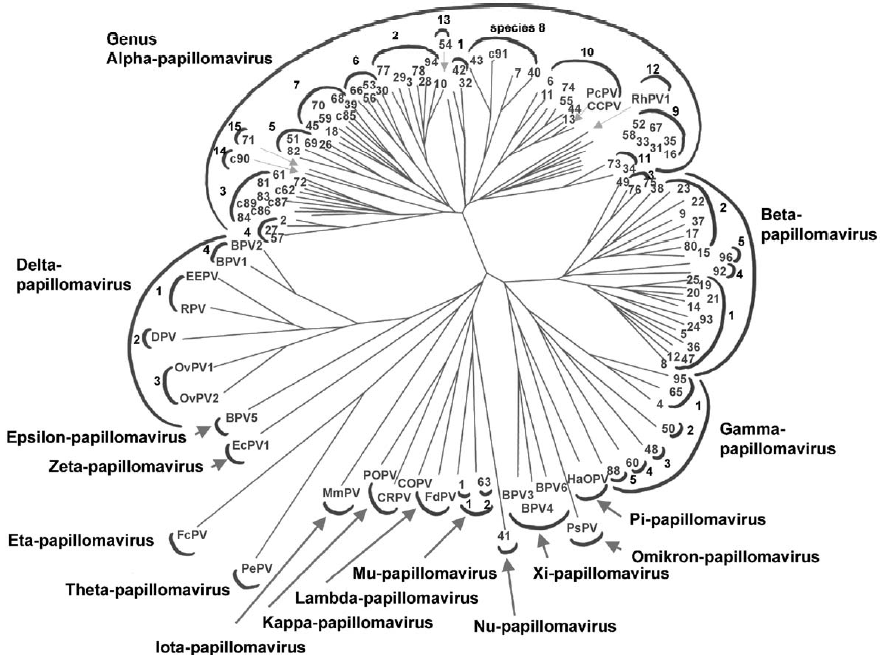 Genus
Alpha-papillomavirus
13
54
2
1
species 8
10
12
6
7
5
15
71
14
c90
3
4
77
94
78
29
3
28
10
42
32
43
c91
7
40
6
74
11
55
44
13
PcPV
CCPV
RhPV1
9
52
67
58
33
35
31
16
11
73
34
66
53
30
56
68
39
c85
70
59
18
45
69
26
51
82
61
72
81
c62
83
c89
c87
c86
84
2
27
57
Beta-
papillomavirus
3
49
75
76
38
23
2
22
9
37
17
80
15
5
96
4
92
25
19
20
21
14
93
1
24
5
36
12
47
8
Delta-
papillomavirus
4
BPV2
BPV1
1
EEPV
RPV
2
DPV
3
OvPV1
OvPV2
Gamma-
papillomavirus
95
65
1
4
50
2
48
3
60
4
88
5
Epsilon-papillomavirus
BPV5
Zeta-papillomavirus
EcPV1
Eta-papillomavirus
FcPV
Theta-papillomavirus
PePV
Iota-papillomavirus
MmPV
Kappa-papillomavirus
POPV
CRPV
Lambda-papillomavirus
COPV
FdPV
Mu-papillomavirus
1
63
1
2
Nu-papillomavirus
41
Xi-papillomavirus
BPV3
BPV4
BPV6
Omikron-papillomavirus
PsPV
Pi-papillomavirus
HaOPV